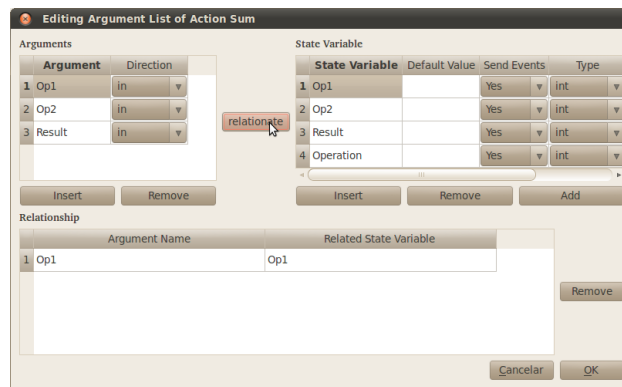 Editing Argument List of Action Sum
Arguments
State Variable
Argument Direction
1 Op1 in
2 Op2 in
3 Result in
Insert Remove
relationate
State Variable Default Value Send Events Type
1 Op1 Yes int
2 Op2 Yes int
3 Result Yes int
4 Operation Yes int
Insert Remove Add
Relationship
Argument Name Related State Variable
1 Op1 Op1
Remove
Cancelar OK